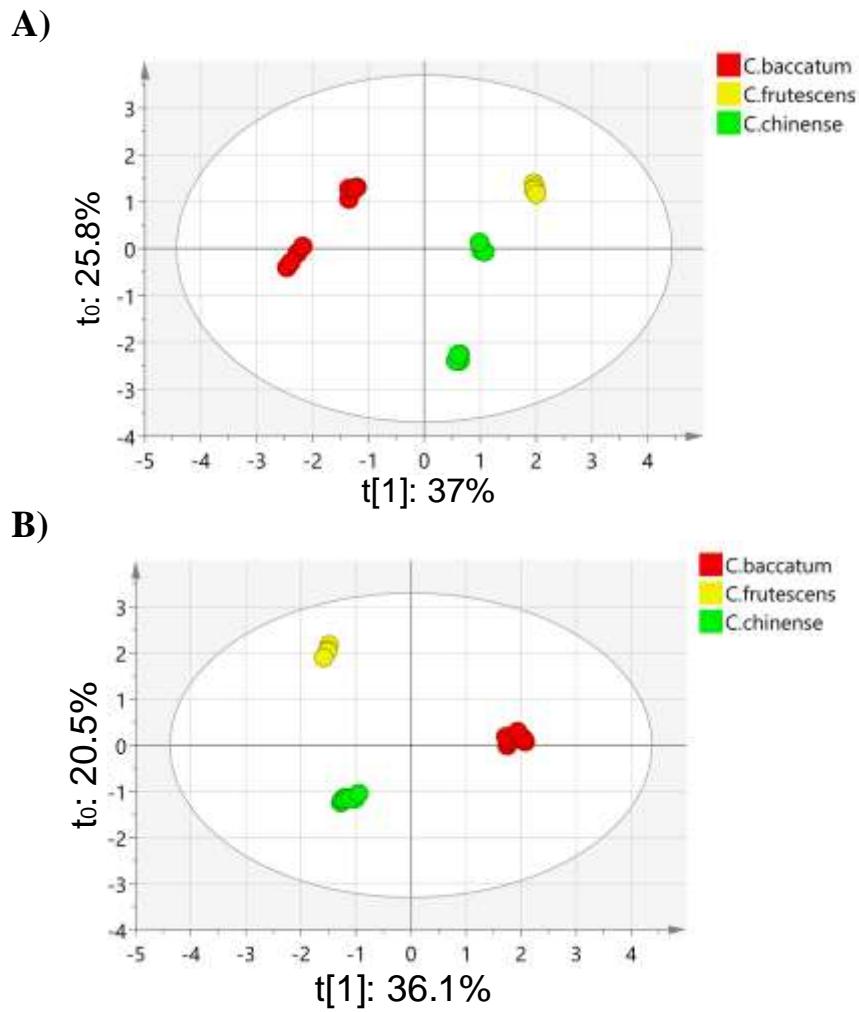 A)
C.baccatum
C.frutescens
C.chinense
3
2
1
0
-1
-2
-3
-4
t0: 25.8%
-5 -4 -3 -2 -1 0 1 2 3 4
t[1]: 37%
B)
C.baccatum
C.frutescens
C.chinense
3
2
1
0
-1
-2
-3
-4
t0: 20.5%
-5 -4 -3 -2 -1 0 1 2 3 4
t[1]: 36.1%